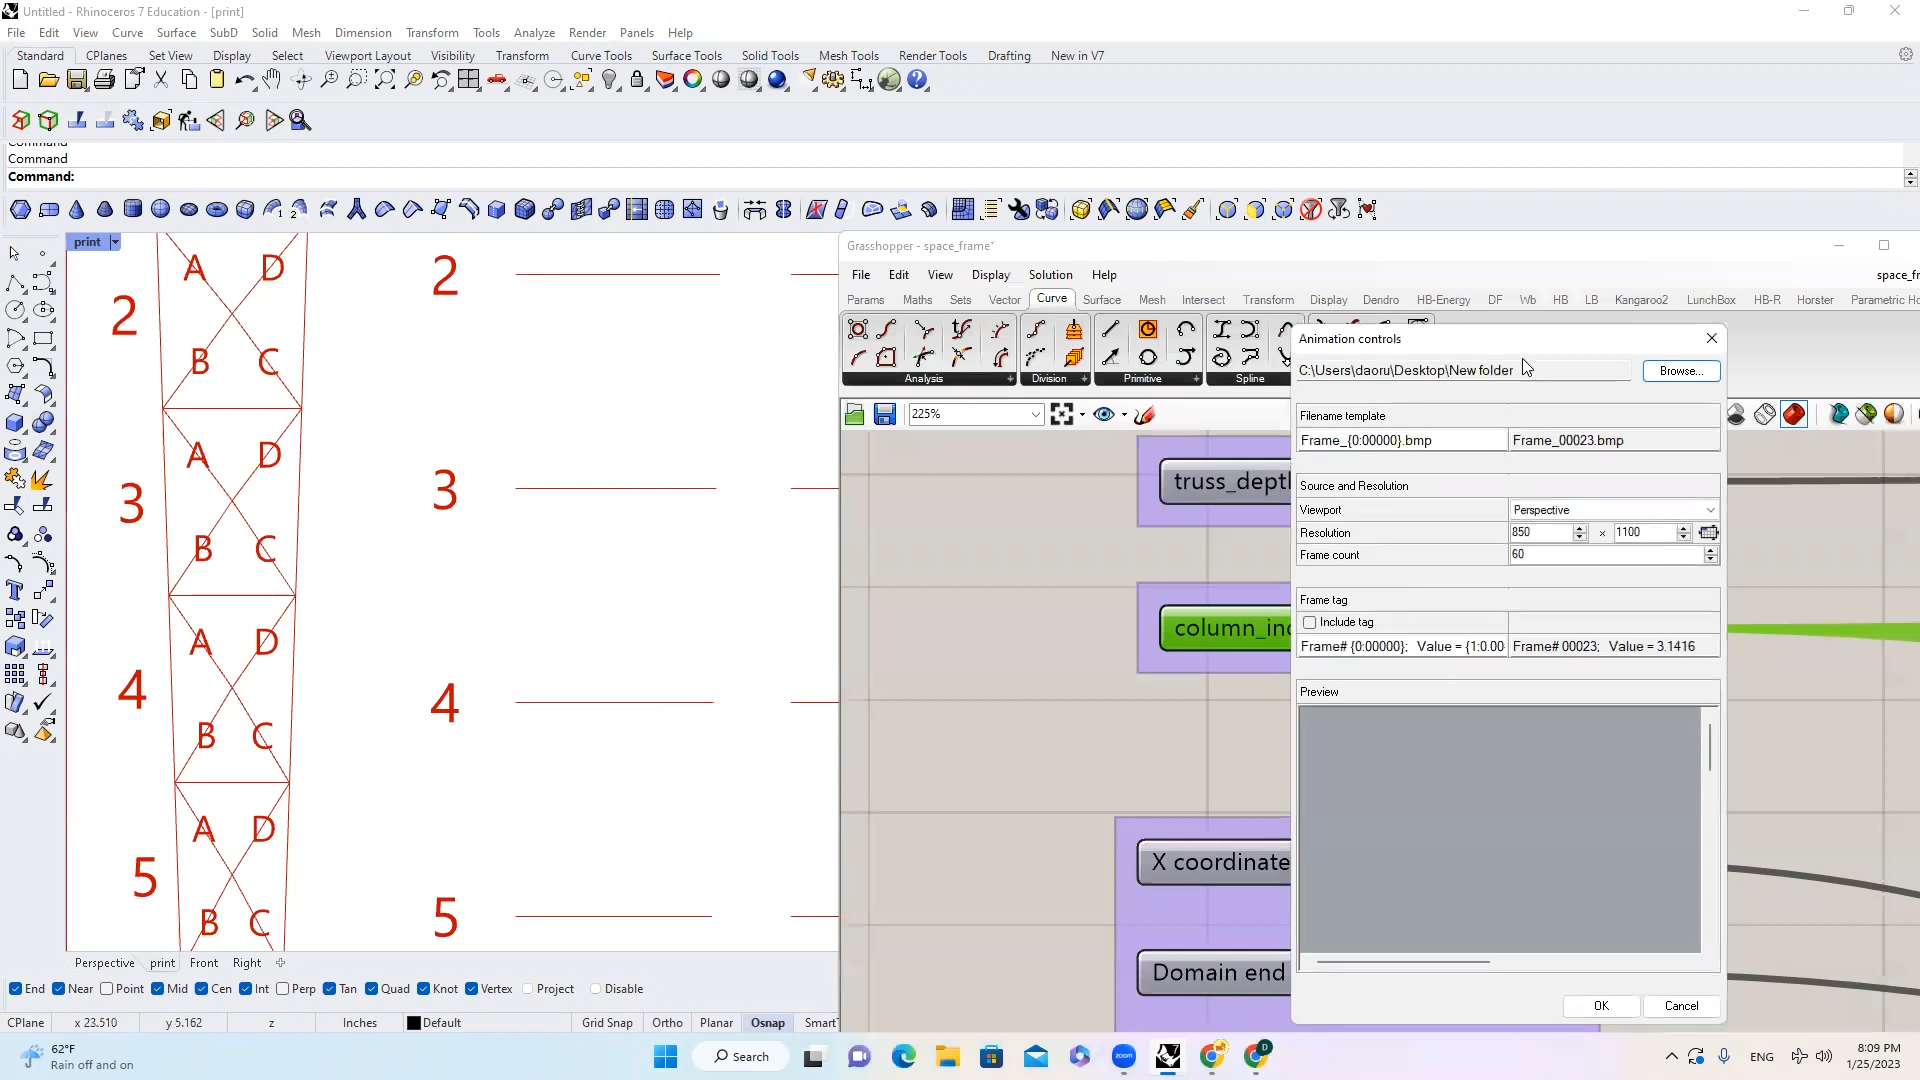 Untitled - Rhinoceros 7 Education - [print]
File Edit View Curve Surface SubD Solid Mesh Dimension Transform Tools Analyze Render Panels Help
Standard CPlanes Set View Display Select Viewport Layout Visibility Transform Curve Tools Surface Tools Solid Tools Mesh Tools Render Tools Drafting New in V7
Command
Command:
print
2 A D B C
3 A D B C
4 A D B C
5 A D B C
2
3
4
5
Grasshopper - space_frame*
File Edit View Display Solution Help
space_fr
Params Maths Sets Vector Curve Surface Mesh Intersect Transform Display Dendro HB-Energy DF Wb HB LB Kangaroo2 LunchBox HB-R Horster Parametric Ho
Analysis Division Primitive Spline
225%
truss_depth
column_ind
X coordinate
Domain end
Animation controls
C:\Users\daoru\Desktop\New folder
Browse...
Filename template
Frame_{0:00000}.bmp Frame_00023.bmp
Source and Resolution
Viewport Perspective
Resolution 850 x 1100
Frame count 60
Frame tag
Include tag
Frame# {0:00000}; Value = {1:0.00 Frame# 00023; Value = 3.1416
Preview
OK Cancel
Perspective print Front Right
End Near Point Mid Cen Int Perp Tan Quad Knot Vertex Project Disable
CPlane x 23.510 y 5.162 z Inches Default Grid Snap Ortho Planar Osnap SmartT
62°F
Rain off and on
Search
zoom
D
ENG
8:09 PM
1/25/2023